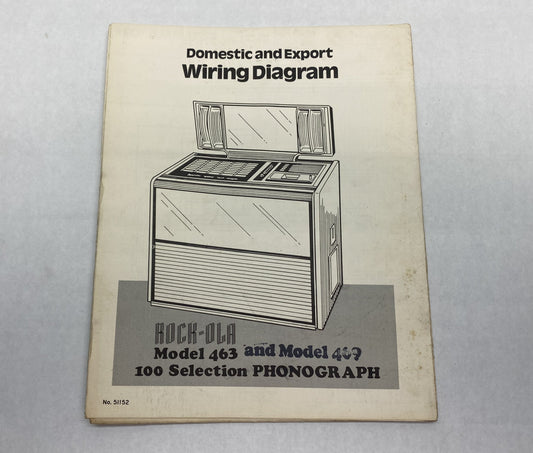 Domestic and Export
Wiring Diagram
ROCK-OLA
Model 463 and Model 469
100 Selection PHONOGRAPH
No. 51152